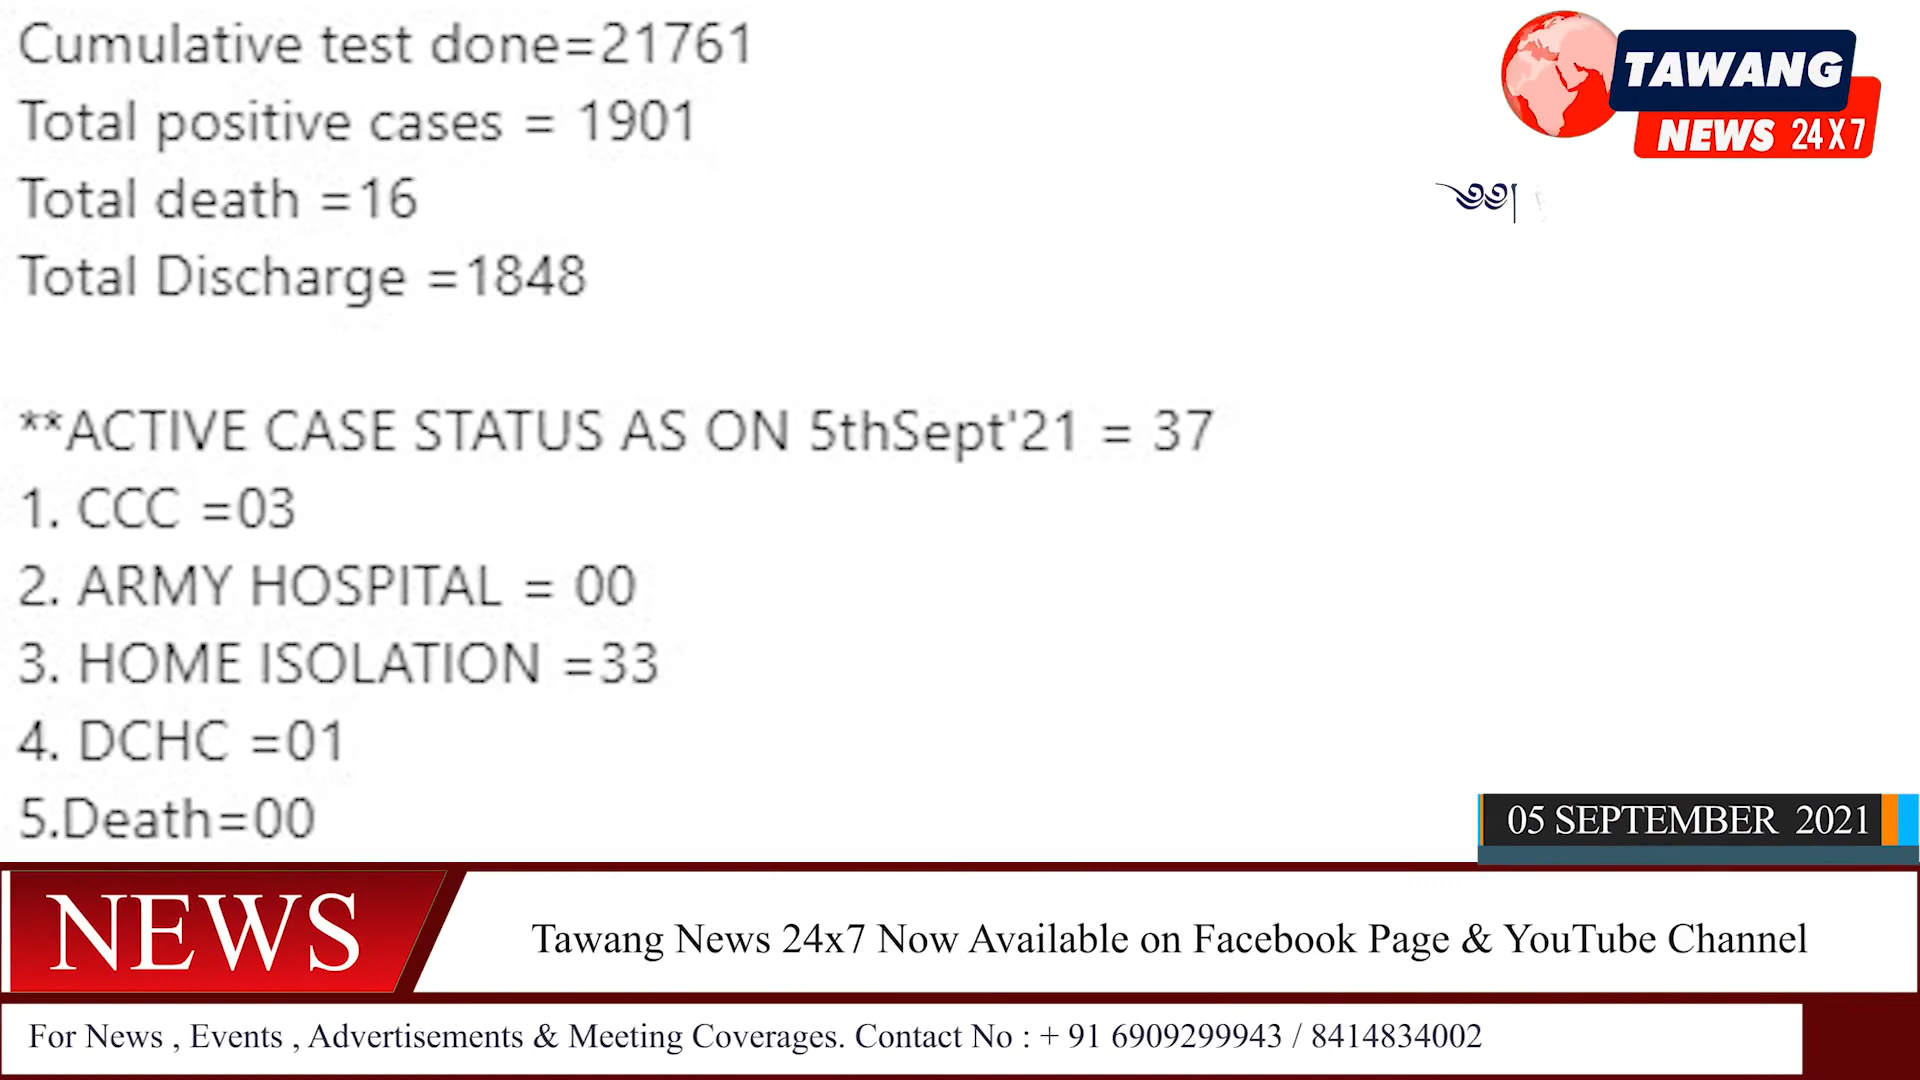 Cumulative test done=21761
Total positive cases = 1901
Total death =16
Total Discharge =1848
**ACTIVE CASE STATUS AS ON 5thSept'21 = 37
1. CCC =03
2. ARMY HOSPITAL = 00
3. HOME ISOLATION =33
4. DCHC =01
5.Death=00
TAWANG
NEWS 24X7
༄༅།
05 SEPTEMBER 2021
NEWS
Tawang News 24x7 Now Available on Facebook Page & YouTube Channel
For News , Events , Advertisements & Meeting Coverages. Contact No : + 91 6909299943 / 8414834002